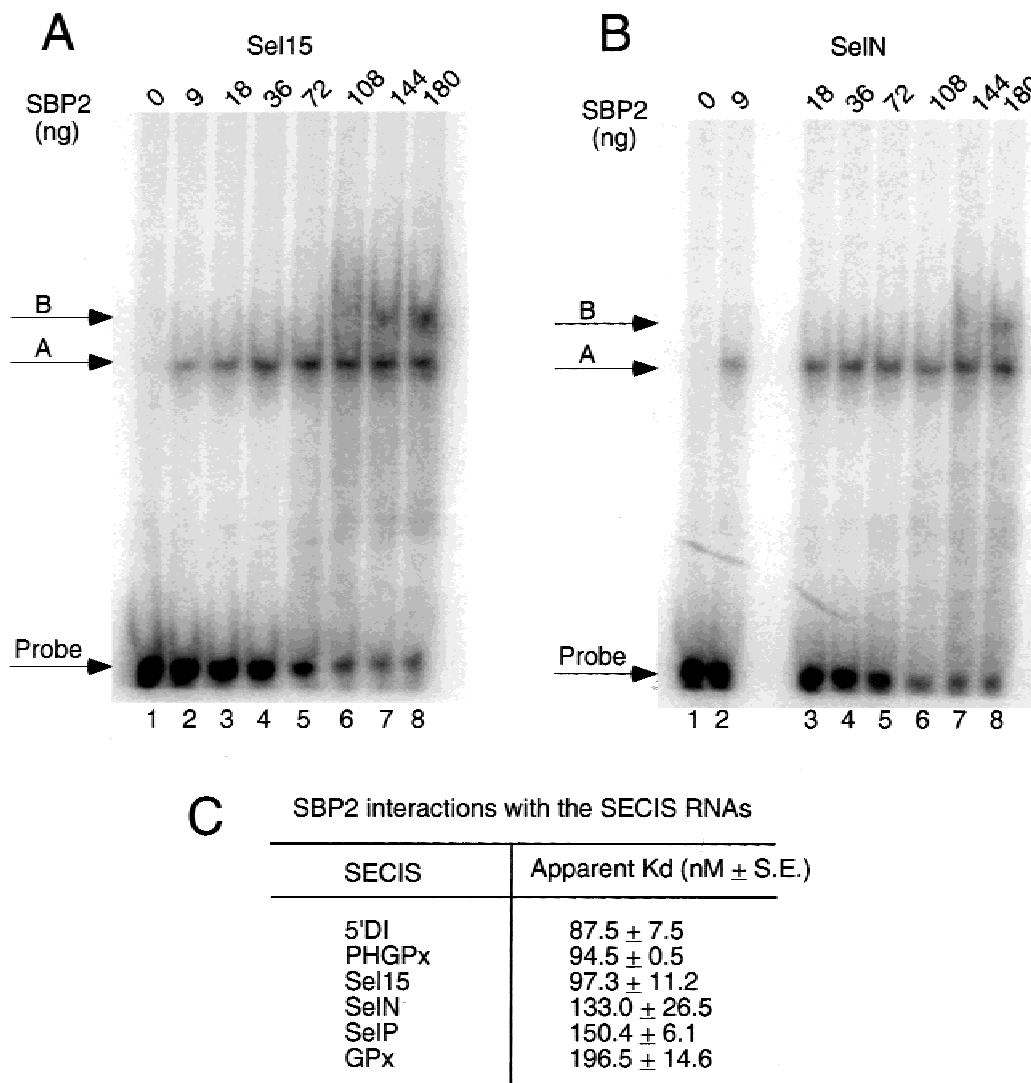 A
Sel15
SBP2
(ng)
0 9 18 36 72 108 144 180
B
A
Probe
1 2 3 4 5 6 7 8
B
SelN
SBP2
(ng)
0 9 18 36 72 108 144 180
B
A
Probe
1 2 3 4 5 6 7 8
C
SBP2 interactions with the SECIS RNAs
SECIS Apparent Kd (nM ± S.E.)
5'DI 87.5 ± 7.5
PHGPx 94.5 ± 0.5
Sel15 97.3 ± 11.2
SelN 133.0 ± 26.5
SelP 150.4 ± 6.1
GPx 196.5 ± 14.6